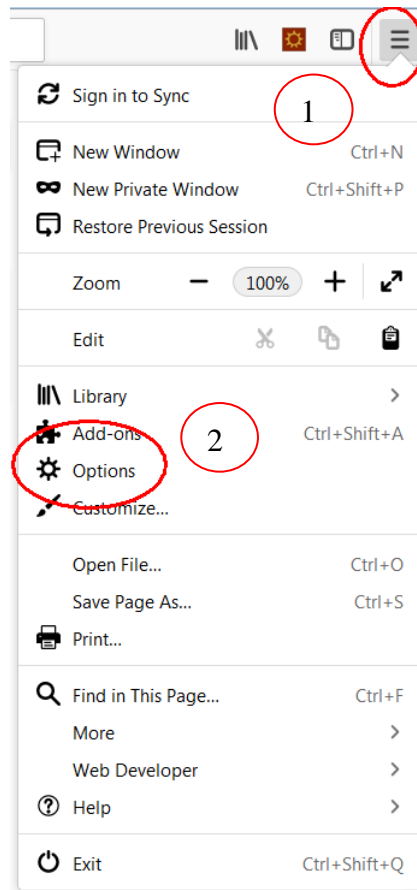 Sign in to Sync
1
New Window Ctrl+N
New Private Window Ctrl+Shift+P
Restore Previous Session
Zoom 100%
Edit
Library
Add-ons Ctrl+Shift+A
2
Options
Customize...
Open File... Ctrl+O
Save Page As... Ctrl+S
Print...
Find in This Page... Ctrl+F
More
Web Developer
Help
Exit Ctrl+Shift+Q